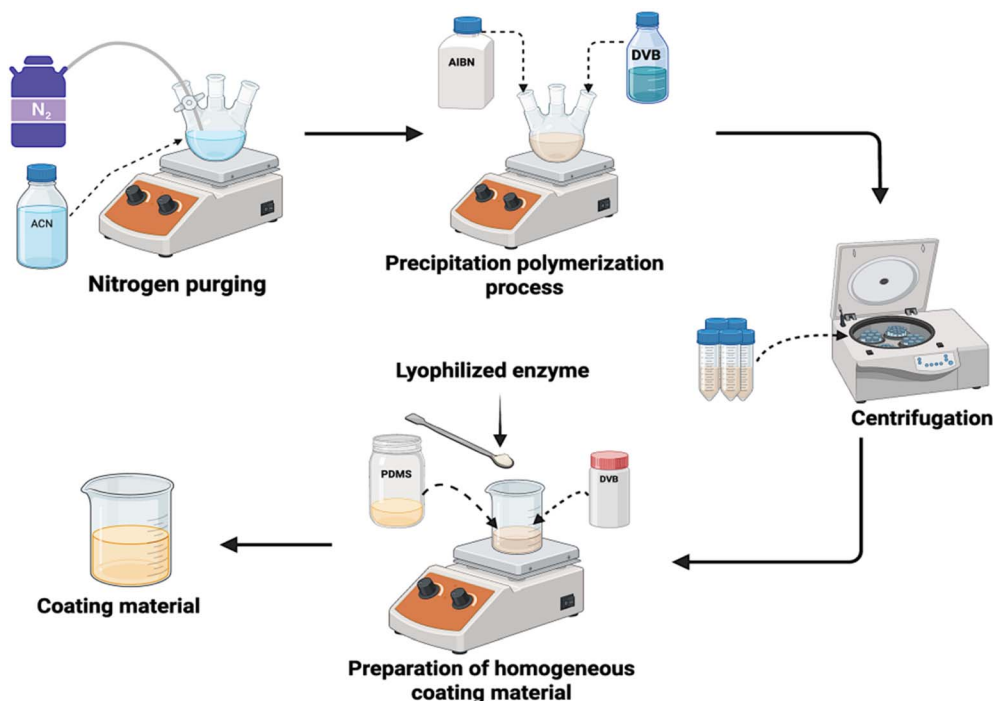 N2
ACN
Nitrogen purging
AIBN
DVB
Precipitation polymerization
process
Centrifugation
Lyophilized enzyme
PDMS
DVB
Preparation of homogeneous
coating material
Coating material